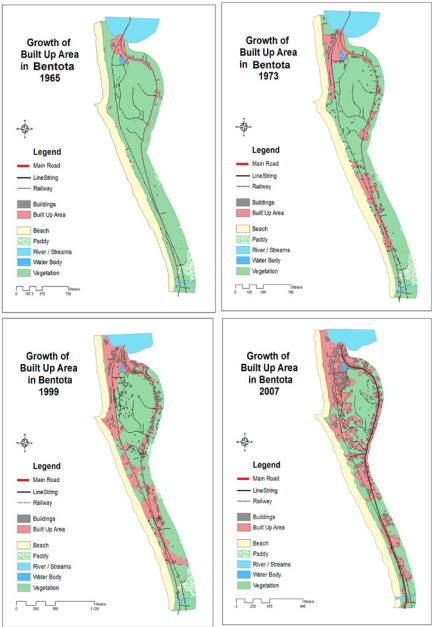 Growth of
Built Up Area
in Bentota
1965
Legend
Main Road
LineString
Railway
Buildings
Built Up Area
Beach
Paddy
River / Streams
Water Body
Vegetation
Meters
Growth of
Built Up Area
in Bentota
1973
Legend
Main Road
LineString
Railway
Buildings
Built Up Area
Beach
Paddy
River / Streams
Water Body
Vegetation
Meters
Growth of
Built Up Area
in Bentota
1999
Legend
Main Road
LineString
Railway
Buildings
Built Up Area
Beach
Paddy
River / Streams
Water Body
Vegetation
Meters
Growth of
Built Up Area
in Bentota
2007
Legend
Main Road
LineString
Railway
Buildings
Built Up Area
Beach
Paddy
River / Streams
Water Body
Vegetation
Meters